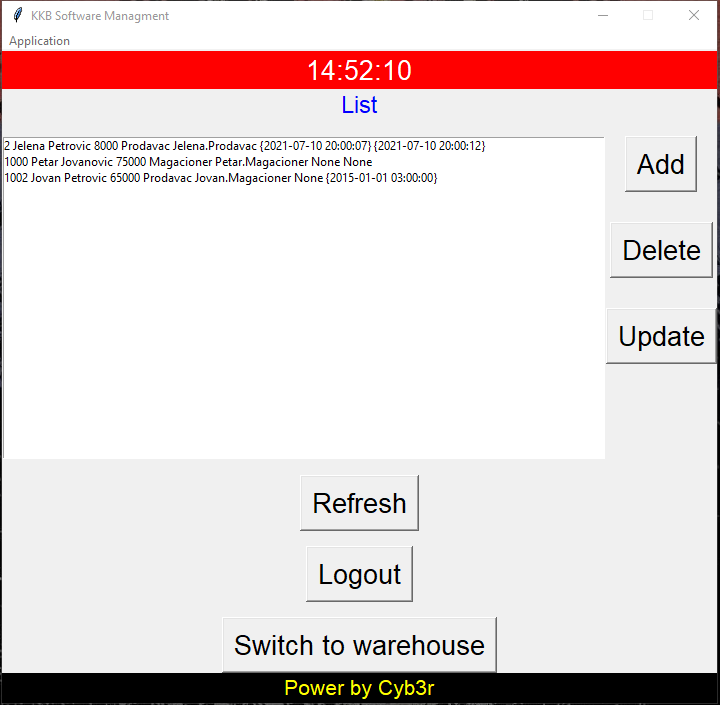 KKB Software Managment
Application
14:52:10
List
2 Jelena Petrovic 8000 Prodavac Jelena.Prodavac {2021-07-10 20:00:07} {2021-07-10 20:00:12}
1000 Petar Jovanovic 75000 Magacioner Petar.Magacioner None None
1002 Jovan Petrovic 65000 Prodavac Jovan.Magacioner None {2015-01-01 03:00:00}
Add
Delete
Update
Refresh
Logout
Switch to warehouse
Power by Cyb3r